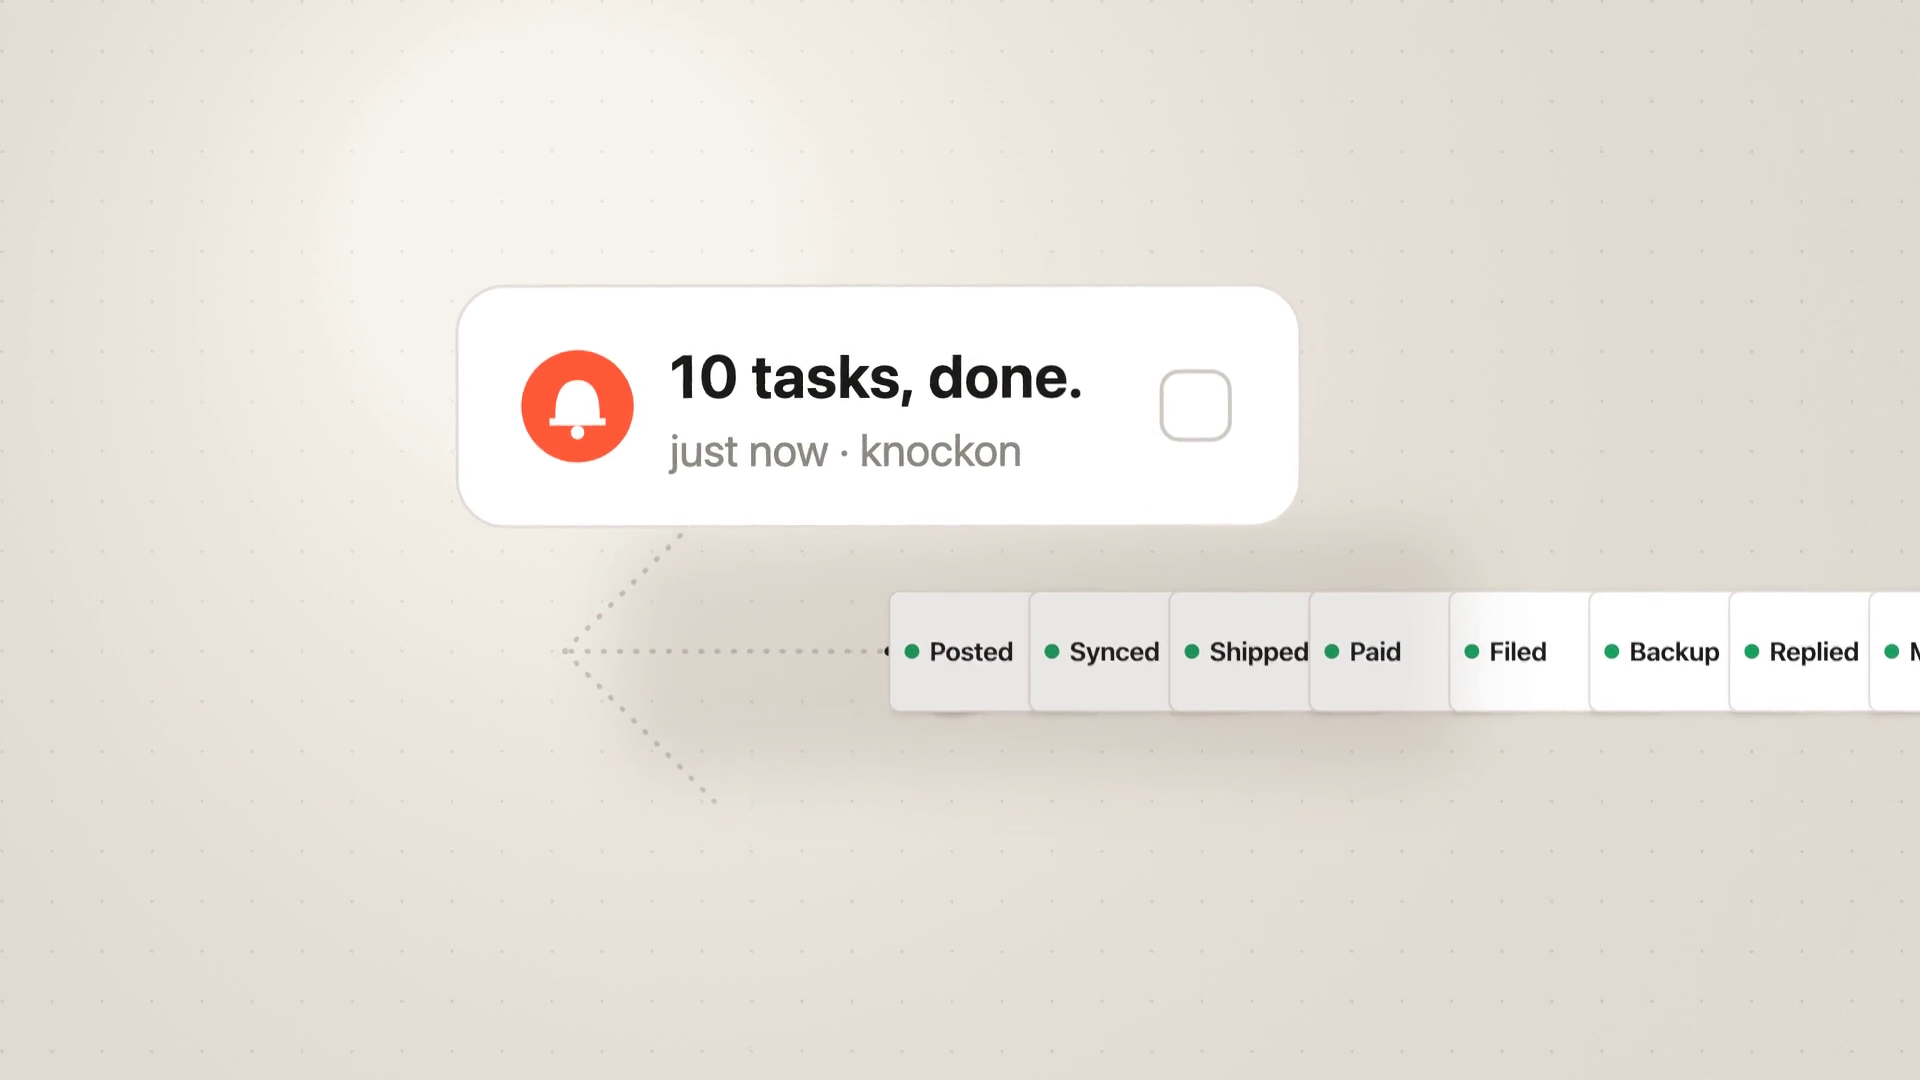 10 tasks, done.
just now · knockon
Posted
Synced
Shipped
Paid
Filed
Backup
Replied